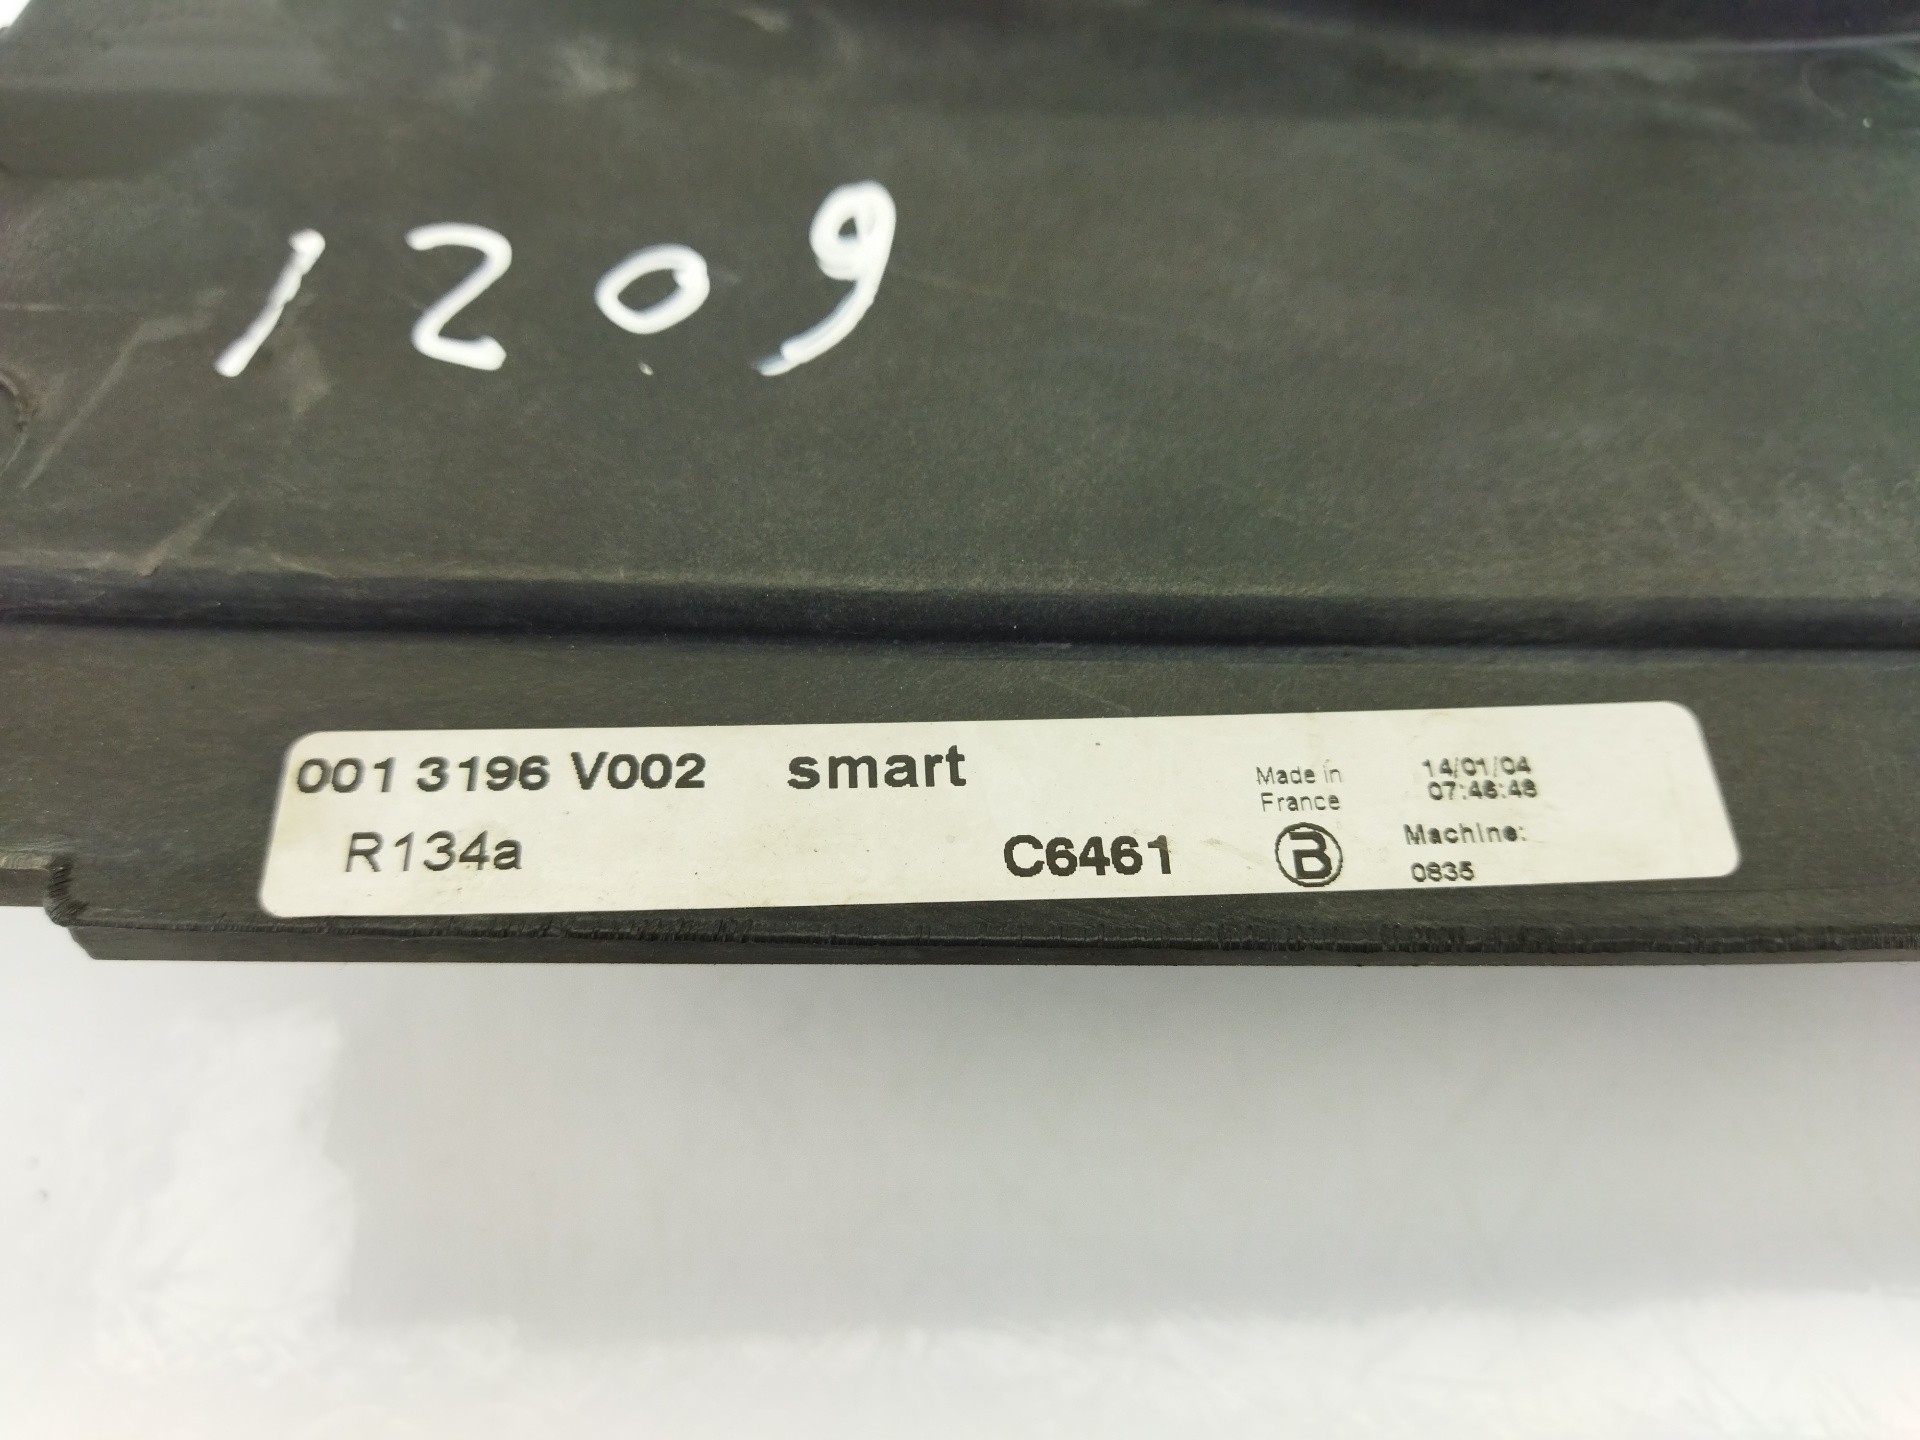 1209
001 3196 V002 smart
R134a
C6461
Made in
France
B
14/01/04
07:46:48
Machine:
0835